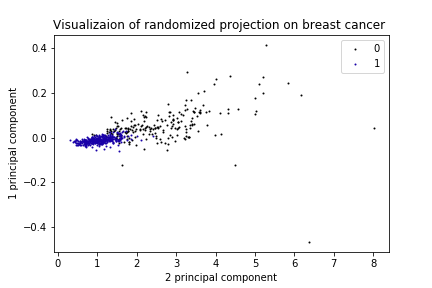 Visualizaion of randomized projection on breast cancer
0
1
0.4
0.2
0.0
−0.2
−0.4
1 principal component
0 1 2 3 4 5 6 7 8
2 principal component